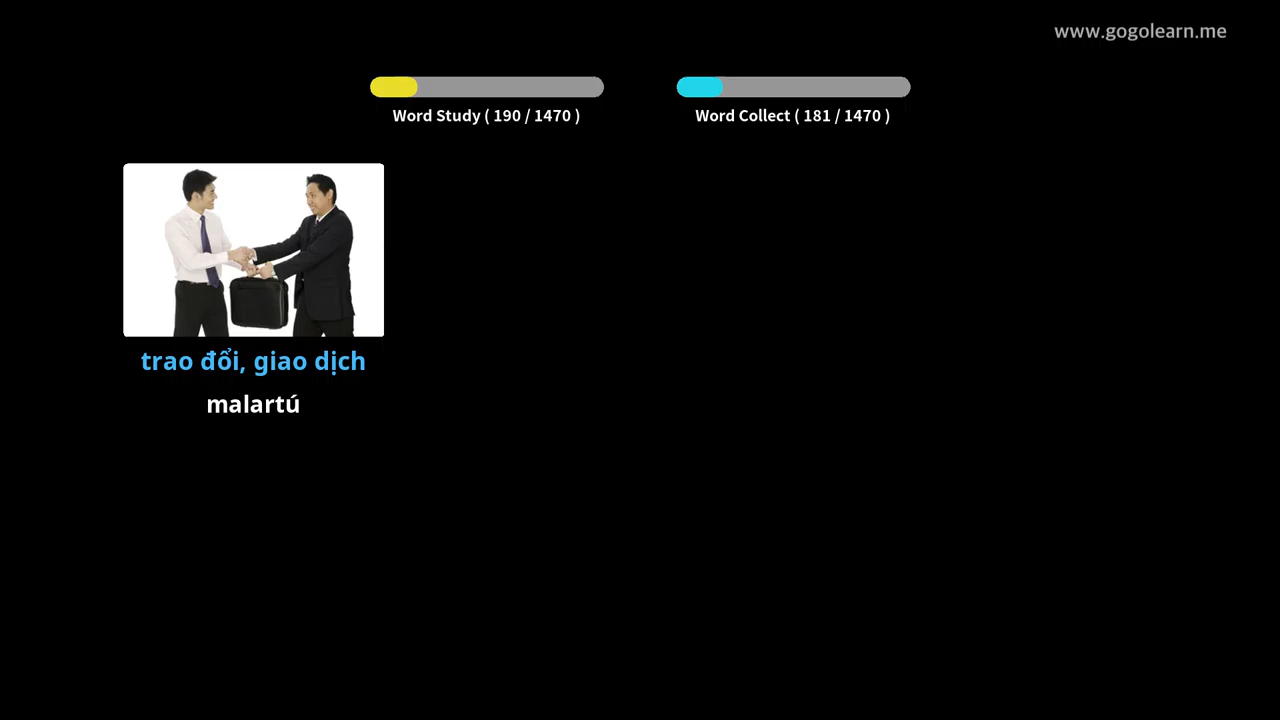 www.gogolearn.me
Word Study ( 190 / 1470 )
Word Collect ( 181 / 1470 )
trao đổi, giao dịch
malartú